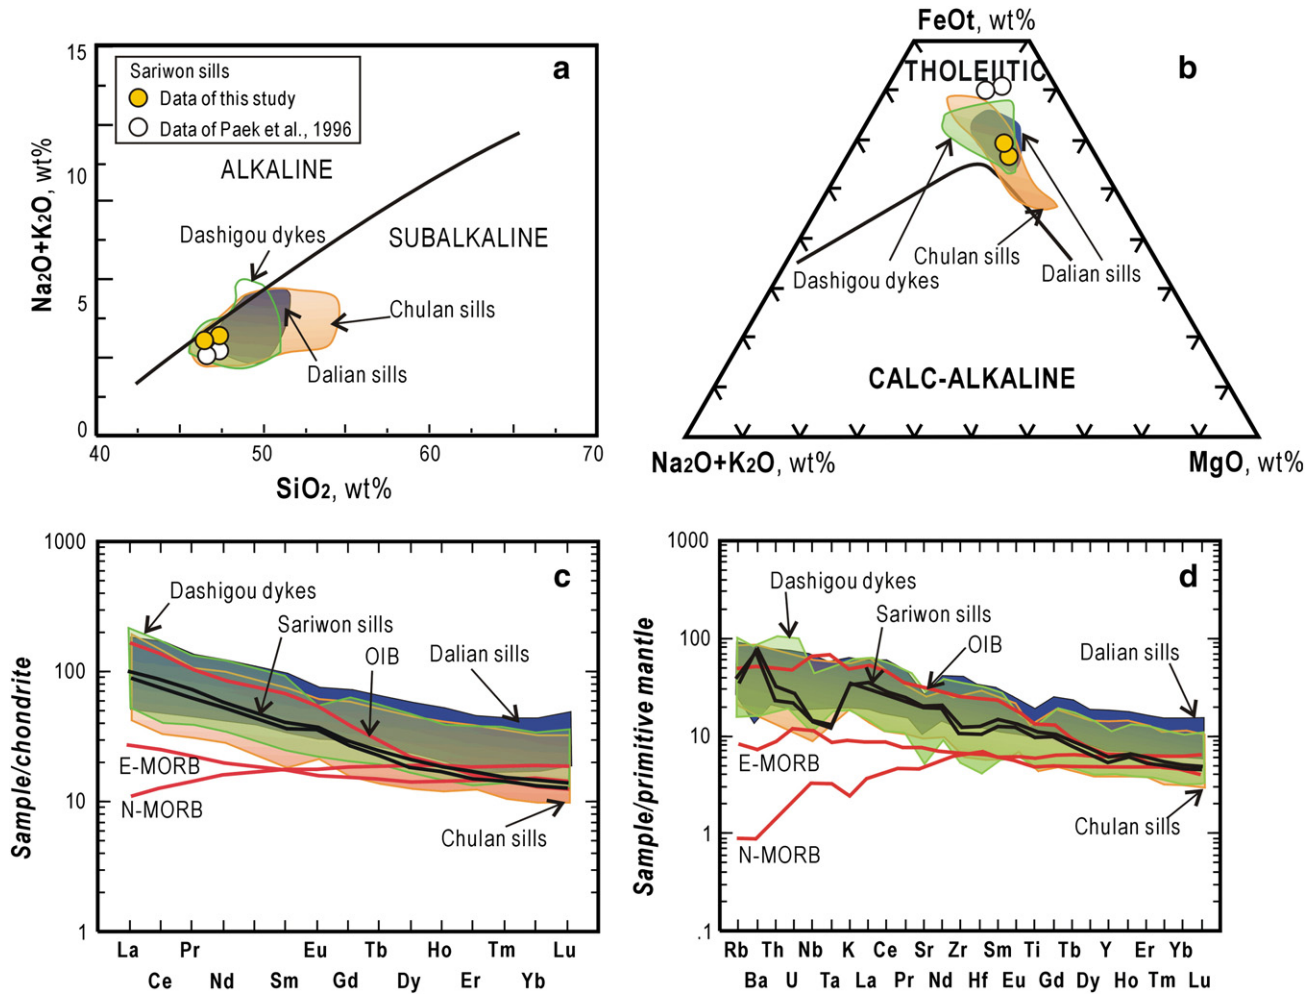 a
15
10
5
0
40
50
60
70
Na2O+K2O, wt%
SiO2, wt%
Sariwon sills
Data of this study
Data of Paek et al., 1996
ALKALINE
SUBALKALINE
Dashigou dykes
Chulan sills
Dalian sills
b
FeOt, wt%
THOLEIITIC
Chulan sills
Dashigou dykes
Dalian sills
CALC-ALKALINE
Na2O+K2O, wt%
MgO, wt%
c
1000
100
10
1
Sample/chondrite
Dashigou dykes
Sariwon sills
OIB
Dalian sills
E-MORB
N-MORB
Chulan sills
La Pr Eu Tb Ho Tm Lu
Ce Nd Sm Gd Dy Er Yb
d
1000
100
10
1
.1
Sample/primitive mantle
Dashigou dykes
Sariwon sills
OIB
Dalian sills
E-MORB
N-MORB
Chulan sills
Rb Th Nb K Ce Sr Zr Sm Ti Tb Y Er Yb
Ba U Ta La Pr Nd Hf Eu Gd Dy Ho Tm Lu